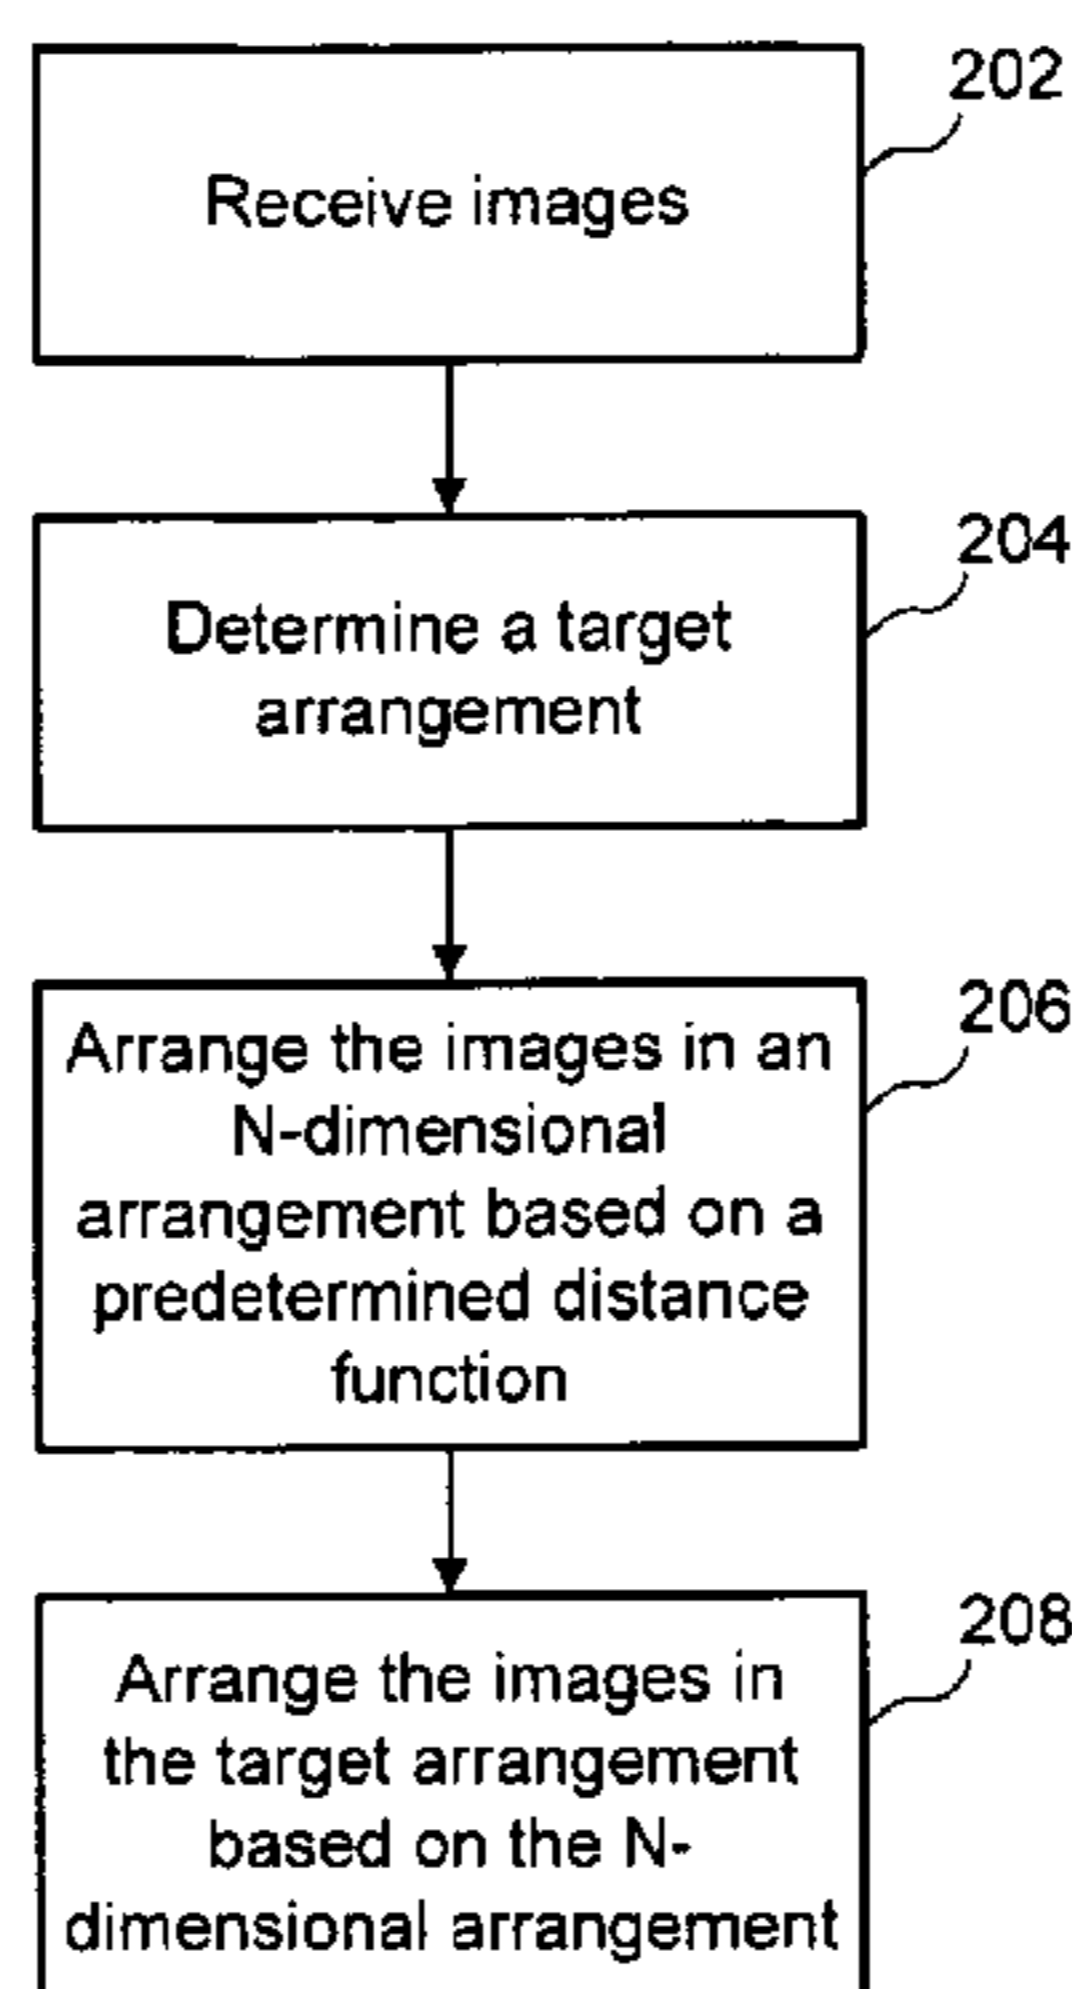 202
Receive images
204
Determine a target
arrangement
206
Arrange the images in an
N-dimensional
arrangement based on a
predetermined distance
function
208
Arrange the images in
the target arrangement
based on the N-
dimensional arrangement